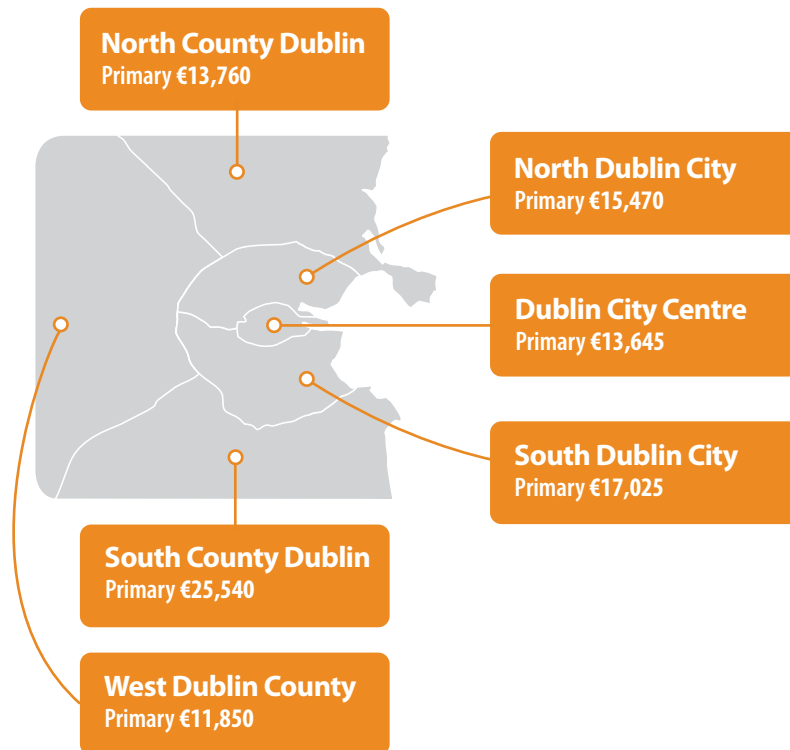 North County Dublin
Primary €13,760
North Dublin City
Primary €15,470
Dublin City Centre
Primary €13,645
South Dublin City
Primary €17,025
South County Dublin
Primary €25,540
West Dublin County
Primary €11,850